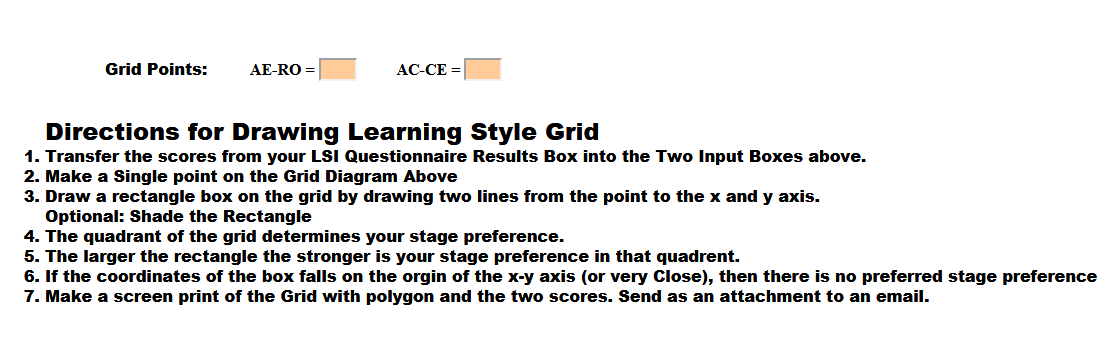 Grid Points: AE-RO = AC-CE =
Directions for Drawing Learning Style Grid
1. Transfer the scores from your LSI Questionnaire Results Box into the Two Input Boxes above.
2. Make a Single point on the Grid Diagram Above
3. Draw a rectangle box on the grid by drawing two lines from the point to the x and y axis.
Optional: Shade the Rectangle
4. The quadrant of the grid determines your stage preference.
5. The larger the rectangle the stronger is your stage preference in that quadrent.
6. If the coordinates of the box falls on the orgin of the x-y axis (or very Close), then there is no preferred stage preference
7. Make a screen print of the Grid with polygon and the two scores. Send as an attachment to an email.